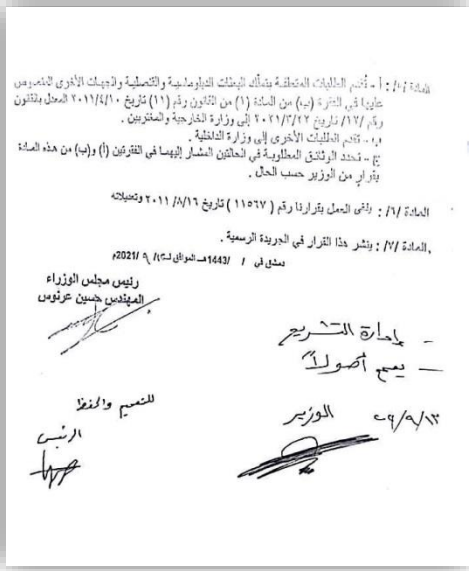 المادة /٥/: أ - تُقدم الطلبات المتعلقة بتملّك البعثات الدبلوماسية والقنصلية والجهات الأخرى المنصوص
عليها في الفقرة (ب) من المادة (١) من القانون رقم (١١) تاريخ ٢٠١١/٤/١٠ المعدل بالقانون
رقم /١٢/ تاريخ ٢٠٢١/٣/٢٢ إلى وزارة الخارجية والمغتربين .
ب - تقدم الطلبات الأخرى إلى وزارة الداخلية .
ج - تحدد الوثائق المطلوبة في الحالتين المشار إليهما في الفقرتين (أ) و(ب) من هذه المادة
بقرار من الوزير حسب الحال .
المادة /٦/ : يلغى العمل بقرارنا رقم ( ١١٥٦٧ ) تاريخ ٢٠١١ /٨/١٦ وتعديلاته
المادة /٧/ : ينشر هذا القرار في الجريدة الرسمية .
دمشق في / /1443هـ الموافق لـ /٩ /2021م
رئيس مجلس الوزراء
المهندس حسين عرنوس
- إدارة التشريع
- يعمم أصولاً
للتعميم والحفظ
الوزير
الرئيس